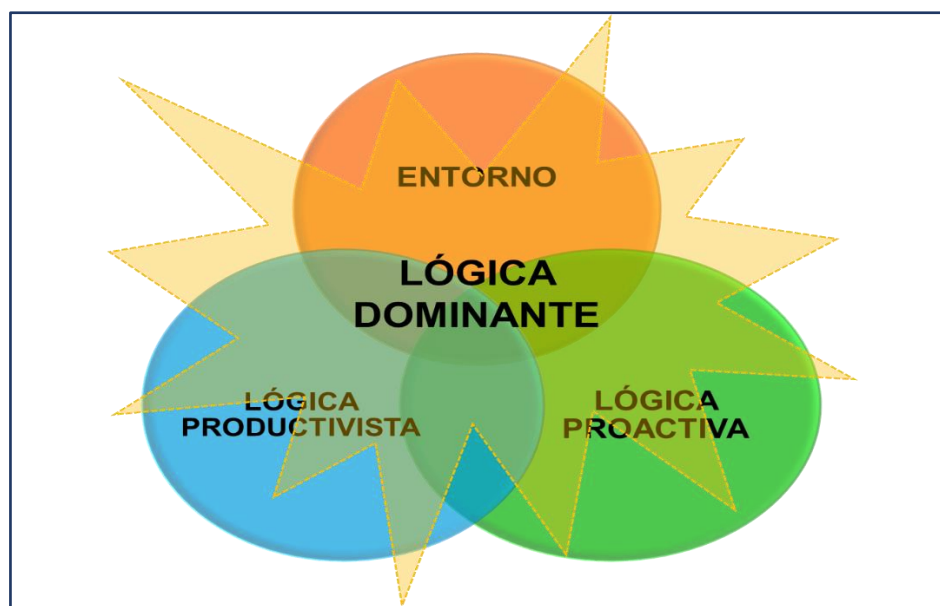 ENTORNO
LÓGICA
DOMINANTE
LÓGICA
PRODUCTIVISTA
LÓGICA
PROACTIVA